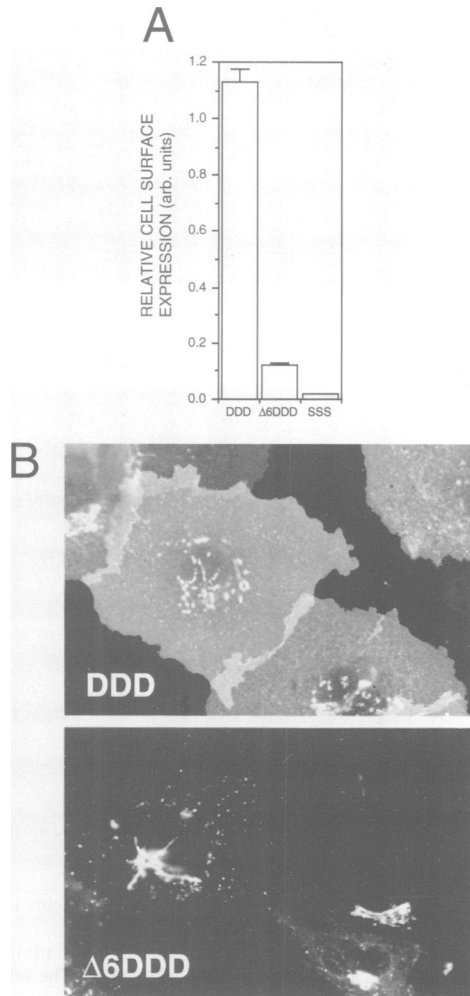 A
RELATIVE CELL SURFACE
EXPRESSION (arb. units)
1.2
1.0
0.8
0.6
0.4
0.2
0.0
DDD Δ6DDD SSS
B
DDD
Δ6DDD